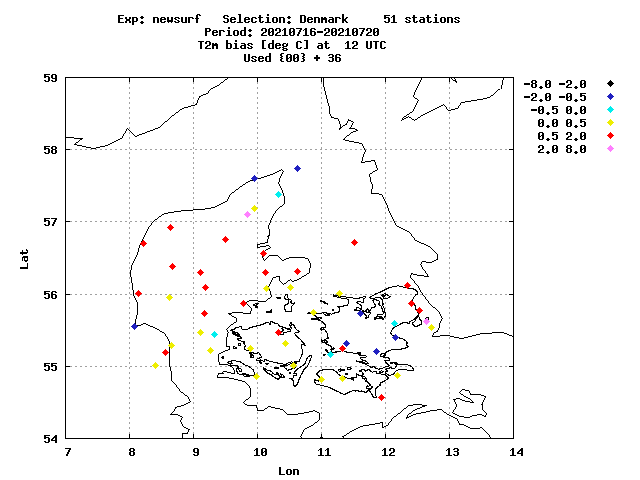 Exp: newsurf   Selection: Denmark     51 stations
Period: 20210716-20210720
T2m bias [deg C] at  12 UTC
Used {00} + 36
-8.0 -2.0
-2.0 -0.5
-0.5 0.0
0.0 0.5
0.5 2.0
2.0 8.0
59
58
57
56
55
54
Lat
7 8 9 10 11 12 13 14
Lon